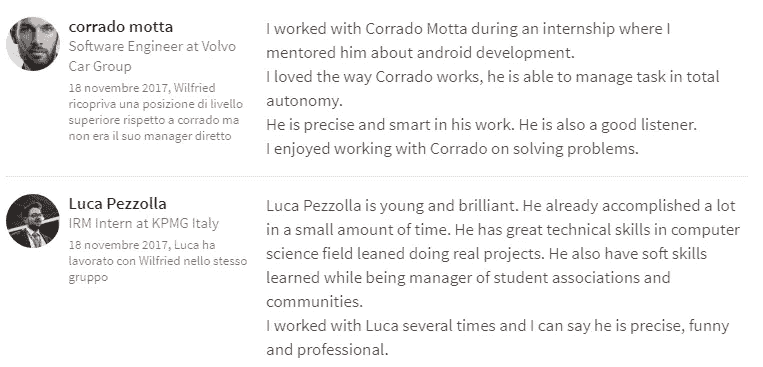 corrado motta
Software Engineer at Volvo
Car Group
18 novembre 2017, Wilfried
ricopriva una posizione di livello
superiore rispetto a corrado ma
non era il suo manager diretto
I worked with Corrado Motta during an internship where I
mentored him about android development.
I loved the way Corrado works, he is able to manage task in total
autonomy.
He is precise and smart in his work. He is also a good listener.
I enjoyed working with Corrado on solving problems.
Luca Pezzolla
IRM Intern at KPMG Italy
18 novembre 2017, Luca ha
lavorato con Wilfried nello stesso
gruppo
Luca Pezzolla is young and brilliant. He already accomplished a lot
in a small amount of time. He has great technical skills in computer
science field leaned doing real projects. He also have soft skills
learned while being manager of student associations and
communities.
I worked with Luca several times and I can say he is precise, funny
and professional.